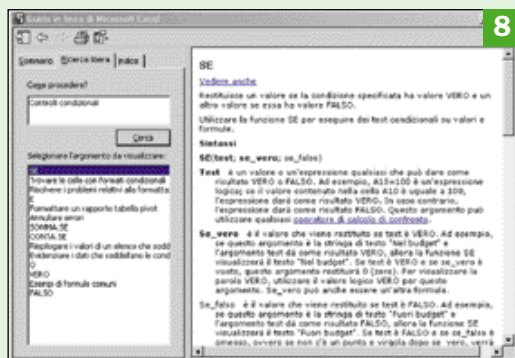 Guida in linea di Microsoft Excel
8
Sommario Ricerca libera Indice
Come procedere?
Controlli condizionali
Cerca
Selezionare l'argomento da visualizzare:
SE
Trovare le celle con formati condizionali
Risolvere i problemi relativi alla formatta
E
Formattare un rapporto tabella pivot
Annullare errori
SOMMA.SE
CONTA.SE
Riepilogare i valori di un elenco che sodd
Evidenziare i dati che soddisfano le cond
O
VERO
Esempi di formule comuni
FALSO
SE
Vedere anche
Restituisce un valore se la condizione specificata ha valore VERO e un
altro valore se essa ha valore FALSO.
Utilizzare la funzione SE per eseguire dei test condizionali su valori e
formule.
Sintassi
SE(test; se_vero; se_falso)
Test è un valore o un'espressione qualsiasi che può dare come
risultato VERO o FALSO. Ad esempio, A10=100 è un'espressione
logica; se il valore contenuto nella cella A10 è uguale a 100,
l'espressione darà come risultato VERO. In caso contrario,
l'espressione darà come risultato FALSO. Questo argomento può
utilizzare qualsiasi operatore di calcolo di confronto.
Se_vero è il valore che viene restituito se test è VERO. Ad esempio,
se questo argomento è la stringa di testo "Nel budget" e
l'argomento test dà come risultato VERO, allora la funzione SE
visualizzerà il testo "Nel budget". Se test è VERO e se se_vero è
vuoto, questo argomento restituirà 0 (zero). Per visualizzare la
parola VERO, utilizzare il valore logico VERO per questo
argomento. Se_vero può anche essere un'altra formula.
Se_falso è il valore che viene restituito se test è FALSO. Ad esempio,
se questo argomento è la stringa di testo "Fuori budget" e
l'argomento test dà come risultato FALSO, allora la funzione SE
visualizzerà il testo "Fuori budget". Se test è FALSO e se se_falso è
omesso, ovvero se non c'è un punto e virgola dopo se_vero, verrà